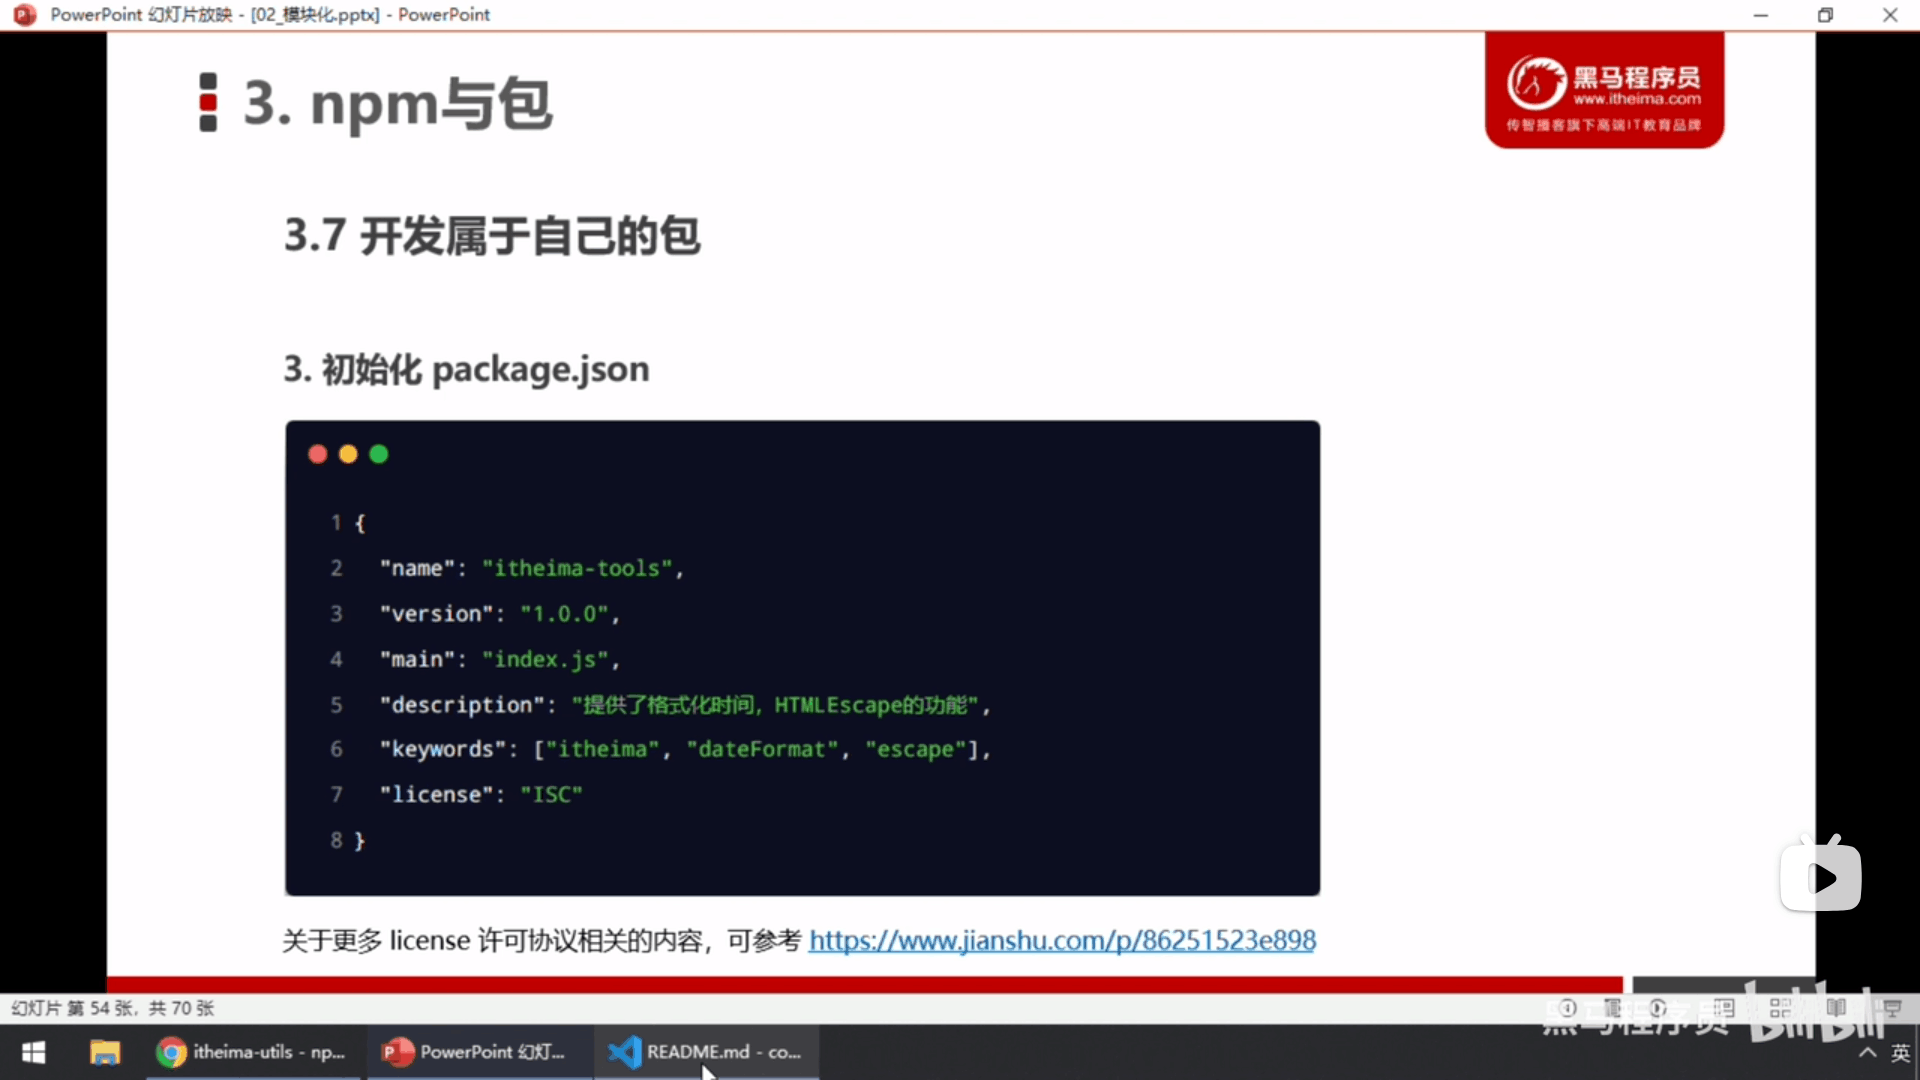 PowerPoint 幻灯片放映 - [02_模块化.pptx] - PowerPoint
3. npm与包
黑马程序员
www.itheima.com
传智播客旗下高端IT教育品牌
3.7 开发属于自己的包
3. 初始化 package.json
1 {
2 "name": "itheima-tools",
3 "version": "1.0.0",
4 "main": "index.js",
5 "description": "提供了格式化时间，HTMLEscape的功能",
6 "keywords": ["itheima", "dateFormat", "escape"],
7 "license": "ISC"
8 }
关于更多 license 许可协议相关的内容，可参考 https://www.jianshu.com/p/86251523e898
幻灯片 第 54 张，共 70 张
黑马程序员 bilibili
itheima-utils - np...
PowerPoint 幻灯...
README.md - co...
英